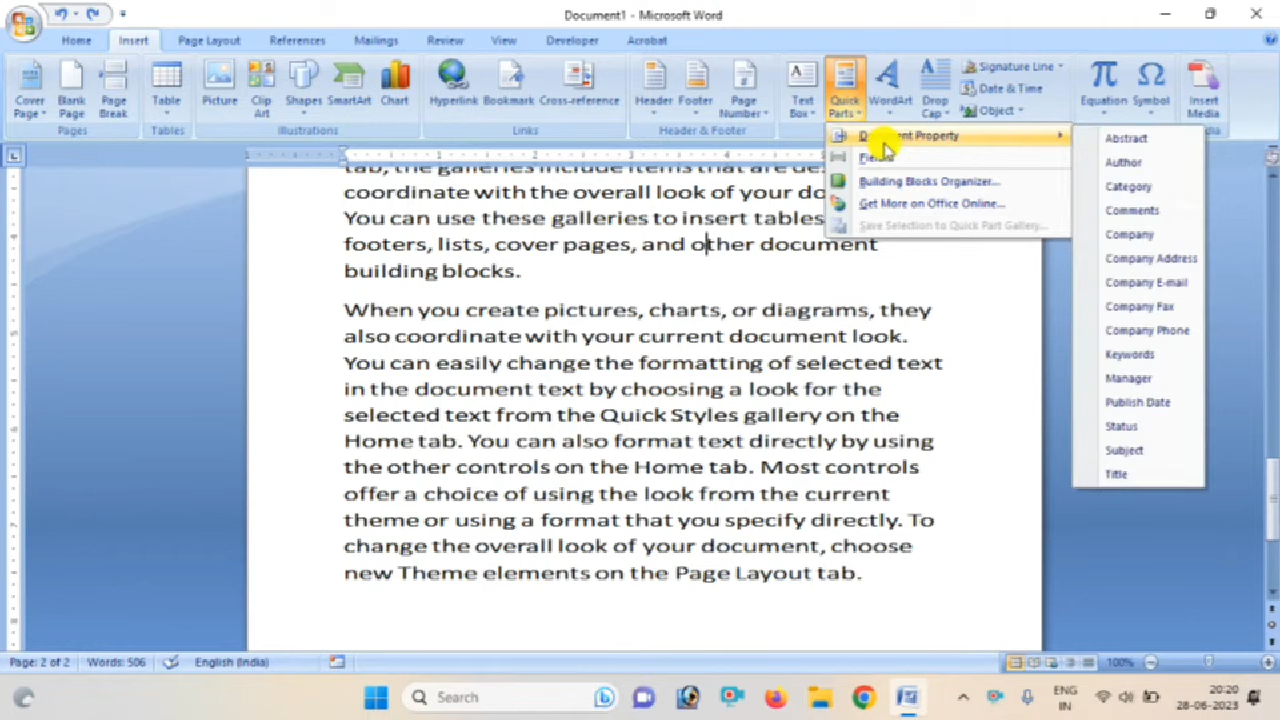 Document1 - Microsoft Word
Home Insert Page Layout References Mailings Review View Developer Acrobat
Cover Page Blank Page Page Break Table Picture Clip Art Shapes SmartArt Chart Hyperlink Bookmark Cross-reference Header Footer Page Number Text Box Quick Parts WordArt Drop Cap Signature Line Date & Time Object Equation Symbol Insert Media
Pages Tables Illustrations Links Header & Footer
Property
Building Blocks Organizer...
Get More on Office Online...
Save Selection to Quick Part Gallery...
Abstract
Author
Category
Comments
Company
Company Address
Company E-mail
Company Fax
Company Phone
Keywords
Manager
Publish Date
Status
Subject
Title
tab, the galleries include items that are
coordinate with the overall look of your
You can use these galleries to insert tables
footers, lists, cover pages, and other document
building blocks.
When you create pictures, charts, or diagrams, they
also coordinate with your current document look.
You can easily change the formatting of selected text
in the document text by choosing a look for the
selected text from the Quick Styles gallery on the
Home tab. You can also format text directly by using
the other controls on the Home tab. Most controls
offer a choice of using the look from the current
theme or using a format that you specify directly. To
change the overall look of your document, choose
new Theme elements on the Page Layout tab.
Page: 2 of 2 Words: 506 English (India) 100%
Search
ENG
IN
20:20
28-06-2023